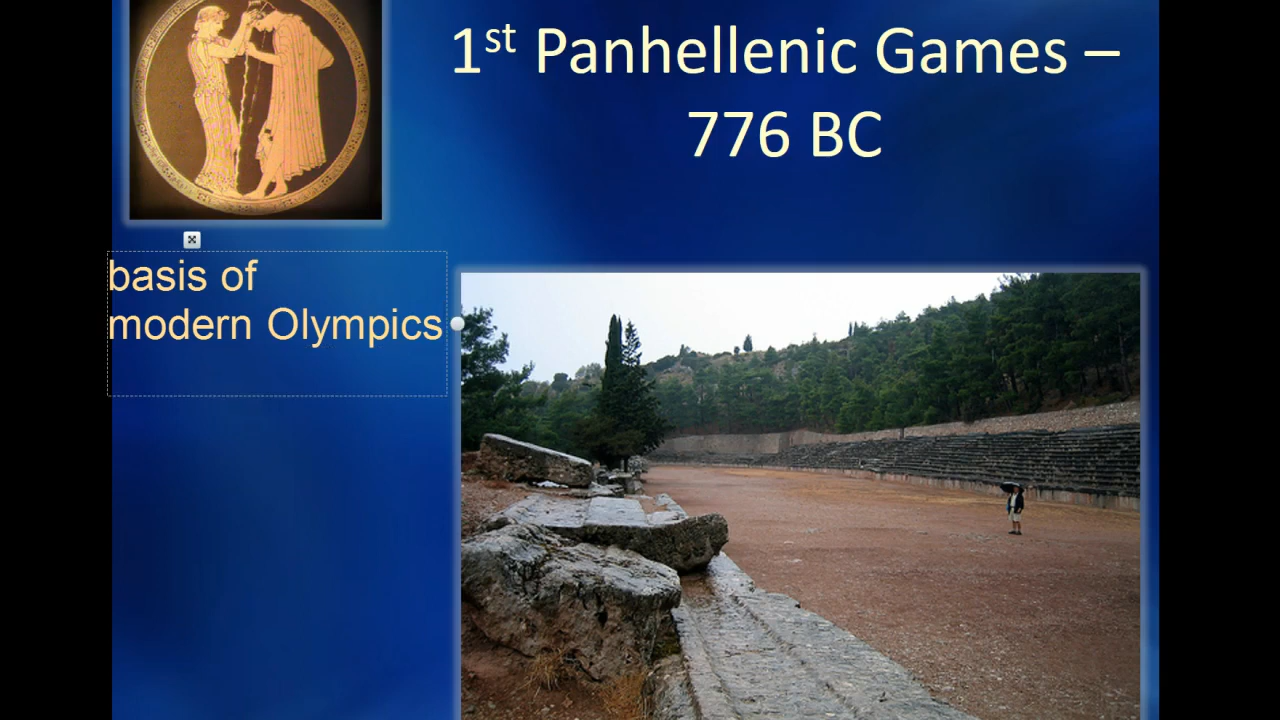 1st Panhellenic Games –
776 BC
basis of
modern Olympics